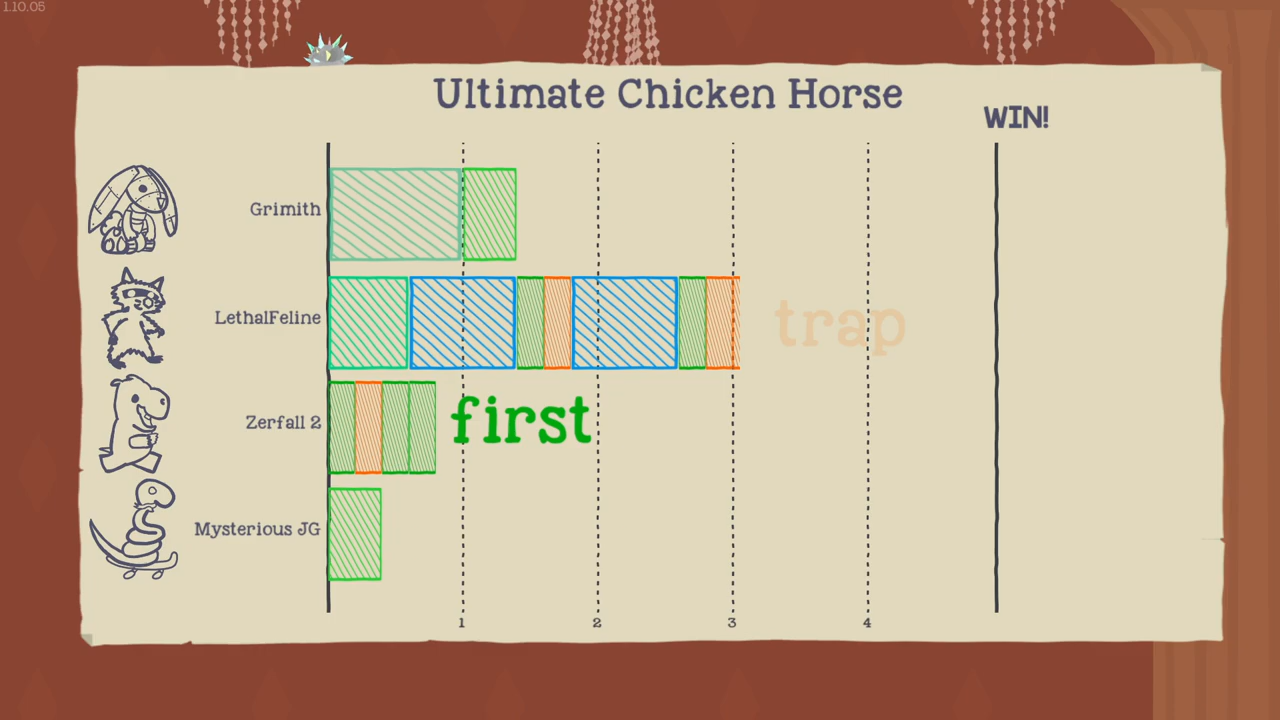 1.10.05
Ultimate Chicken Horse
WIN!
Grimith
LethalFeline
trap
Zerfall 2
first
Mysterious JG
1 2 3 4